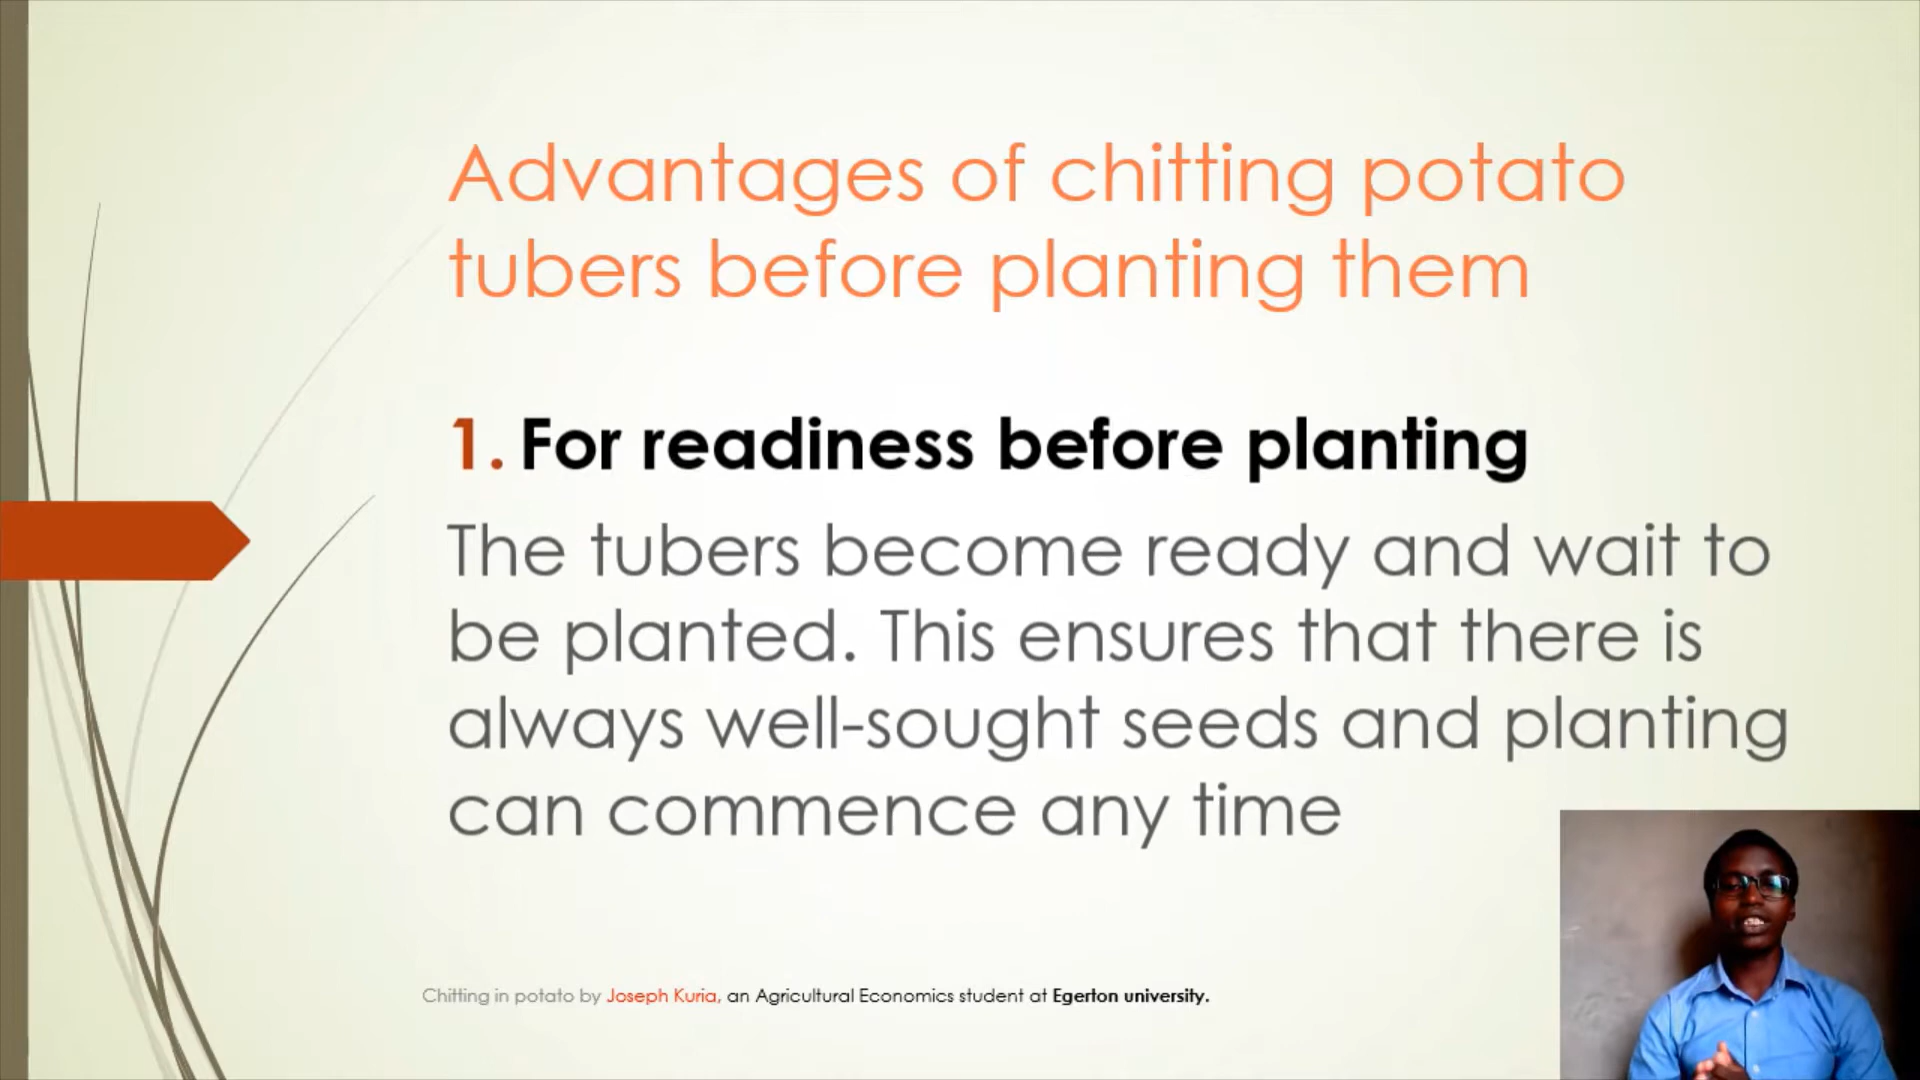 Advantages of chitting potato
tubers before planting them
1. For readiness before planting
The tubers become ready and wait to
be planted. This ensures that there is
always well-sought seeds and planting
can commence any time
Chitting in potato by Joseph Kuria, an Agricultural Economics student at Egerton university.